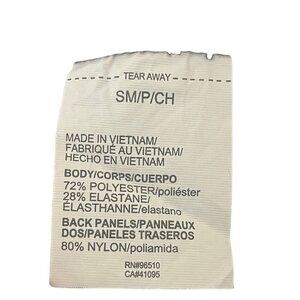 TEAR AWAY
SM/P/CH
MADE IN VIETNAM/
FABRIQUÉ AU VIETNAM/
HECHO EN VIETNAM
BODY/CORPS/CUERPO
72% POLYESTER/poliéster
28% ELASTANE/
ÉLASTHANNE/elastano
BACK PANELS/PANNEAUX
DOS/PANELES TRASEROS
80% NYLON/poliamida
RN#96510
CA#41095